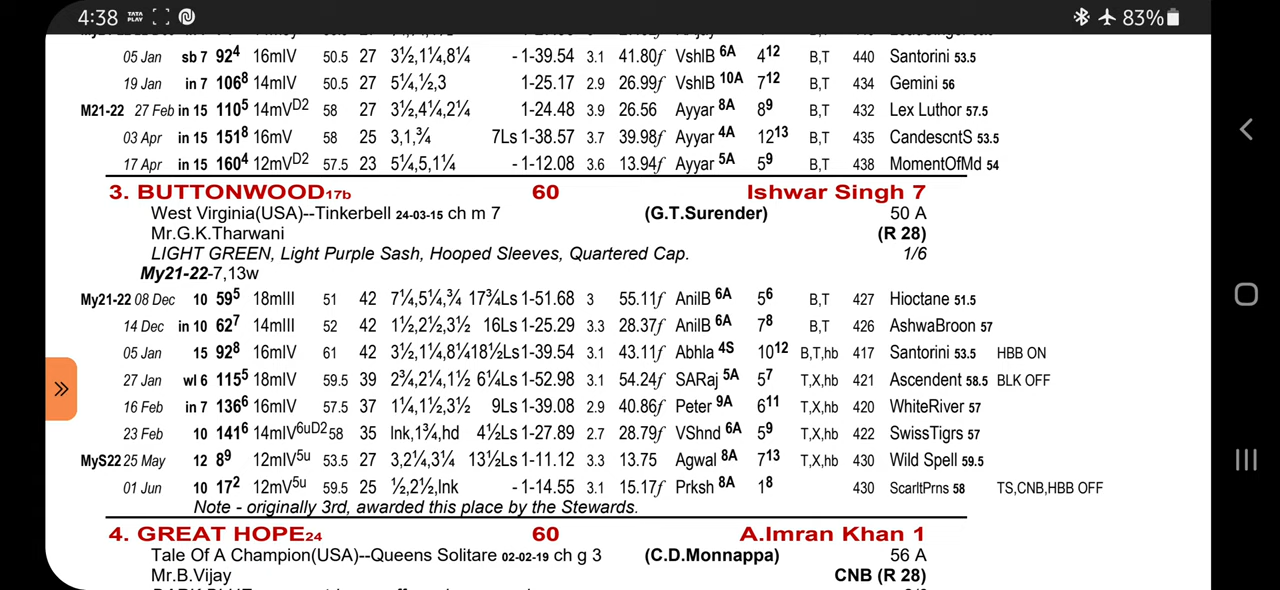 4:38 TATA PLAY 83%
05 Jan sb 7 92⁴ 16mIV 50.5 27 3½,1¼,8¼ - 1-39.54 3.1 41.80f VshlB 6A 4¹² B,T 440 Santorini 53.5
19 Jan in 7 106⁸ 14mIV 50.5 27 5¼,½,3 1-25.17 2.9 26.99f VshlB 10A 7¹² B,T 434 Gemini 56
M21-22 27 Feb in 15 110⁵ 14mVD2 58 27 3½,4¼,2¼ 1-24.48 3.9 26.56 Ayyar 8A 8⁹ B,T 432 Lex Luthor 57.5
03 Apr in 15 151⁸ 16mV 58 25 3,1,¾ 7Ls 1-38.57 3.7 39.98f Ayyar 4A 12¹³ B,T 435 CandescntS 53.5
17 Apr in 15 160⁴ 12mVD2 57.5 23 5¼,5,1¼ - 1-12.08 3.6 13.94f Ayyar 5A 5⁹ B,T 438 MomentOfMd 54
3. BUTTONWOOD17b 60 Ishwar Singh 7
West Virginia(USA)--Tinkerbell 24-03-15 ch m 7 (G.T.Surender) 50 A
Mr.G.K.Tharwani (R 28)
LIGHT GREEN, Light Purple Sash, Hooped Sleeves, Quartered Cap. 1/6
My21-22-7,13w
My21-22 08 Dec 10 59⁵ 18mIII 51 42 7¼,5¼,¾ 17¾Ls 1-51.68 3 55.11f AnilB 6A 5⁶ B,T 427 Hioctane 51.5
14 Dec in 10 62⁷ 14mIII 52 42 1½,2½,3½ 16Ls 1-25.29 3.3 28.37f AnilB 6A 7⁸ B,T 426 AshwaBroon 57
05 Jan 15 92⁸ 16mIV 61 42 3½,1¼,8¼ 18½Ls 1-39.54 3.1 43.11f Abhla 4S 10¹² B,T,hb 417 Santorini 53.5 HBB ON
27 Jan wl 6 115⁵ 18mIV 59.5 39 2¾,2¼,1½ 6¼Ls 1-52.98 3.1 54.24f SARaj 5A 5⁷ T,X,hb 421 Ascendent 58.5 BLK OFF
16 Feb in 7 136⁶ 16mIV 57.5 37 1¼,1½,3½ 9Ls 1-39.08 2.9 40.86f Peter 9A 6¹¹ T,X,hb 420 WhiteRiver 57
23 Feb 10 141⁶ 14mIV6uD2 58 35 lnk,1¾,hd 4½Ls 1-27.89 2.7 28.79f VShnd 6A 5⁹ T,X,hb 422 SwissTigrs 57
MyS22 25 May 12 8⁹ 12mIV5u 53.5 27 3,2¼,3¼ 13½Ls 1-11.12 3.3 13.75 Agwal 8A 7¹³ T,X,hb 430 Wild Spell 59.5
01 Jun 10 17² 12mV5u 59.5 25 ½,2½,lnk - 1-14.55 3.1 15.17f Prksh 8A 1⁸ 430 ScarltPrns 58 TS,CNB,HBB OFF
Note - originally 3rd, awarded this place by the Stewards.
4. GREAT HOPE24 60 A.Imran Khan 1
Tale Of A Champion(USA)--Queens Solitare 02-02-19 ch g 3 (C.D.Monnappa) 56 A
Mr.B.Vijay CNB (R 28)